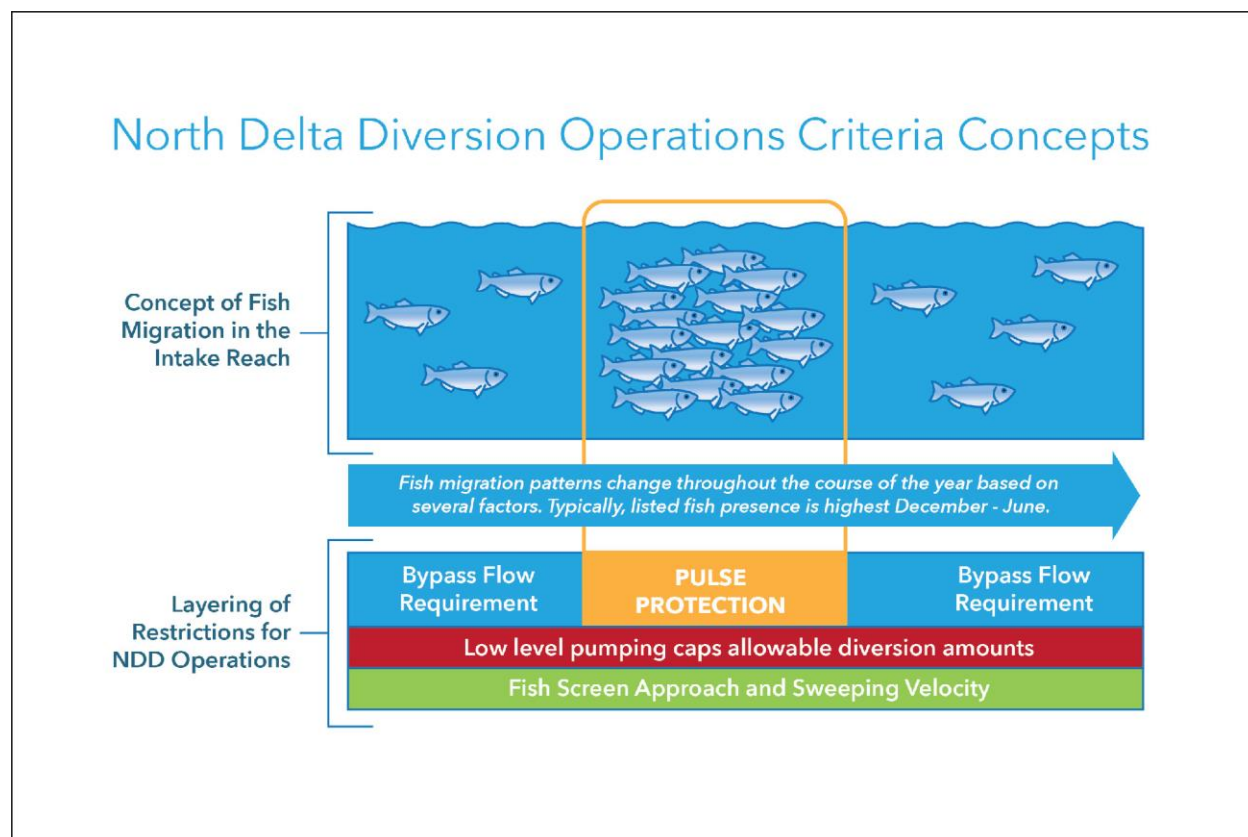 North Delta Diversion Operations Criteria Concepts
Concept of Fish
Migration in the
Intake Reach
Fish migration patterns change throughout the course of the year based on
several factors. Typically, listed fish presence is highest December - June.
Layering of
Restrictions for
NDD Operations
Bypass Flow
Requirement
PULSE
PROTECTION
Bypass Flow
Requirement
Low level pumping caps allowable diversion amounts
Fish Screen Approach and Sweeping Velocity